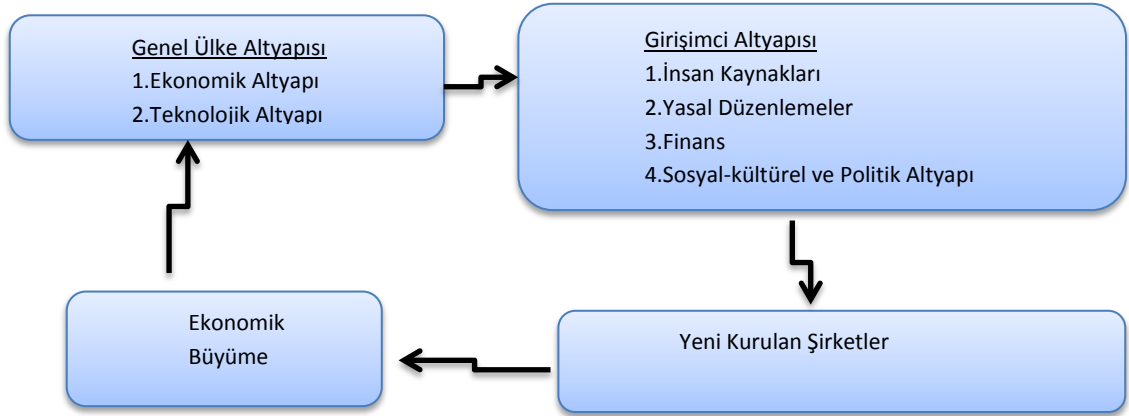 Genel Ülke Altyapısı
1.Ekonomik Altyapı
2.Teknolojik Altyapı
Girişimci Altyapısı
1.İnsan Kaynakları
2.Yasal Düzenlemeler
3.Finans
4.Sosyal-kültürel ve Politik Altyapı
Ekonomik
Büyüme
Yeni Kurulan Şirketler